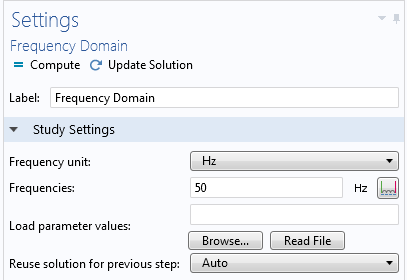 Settings
Frequency Domain
= Compute Update Solution
Label: Frequency Domain
Study Settings
Frequency unit: Hz
Frequencies: 50 Hz
Load parameter values:
Browse... Read File
Reuse solution for previous step: Auto